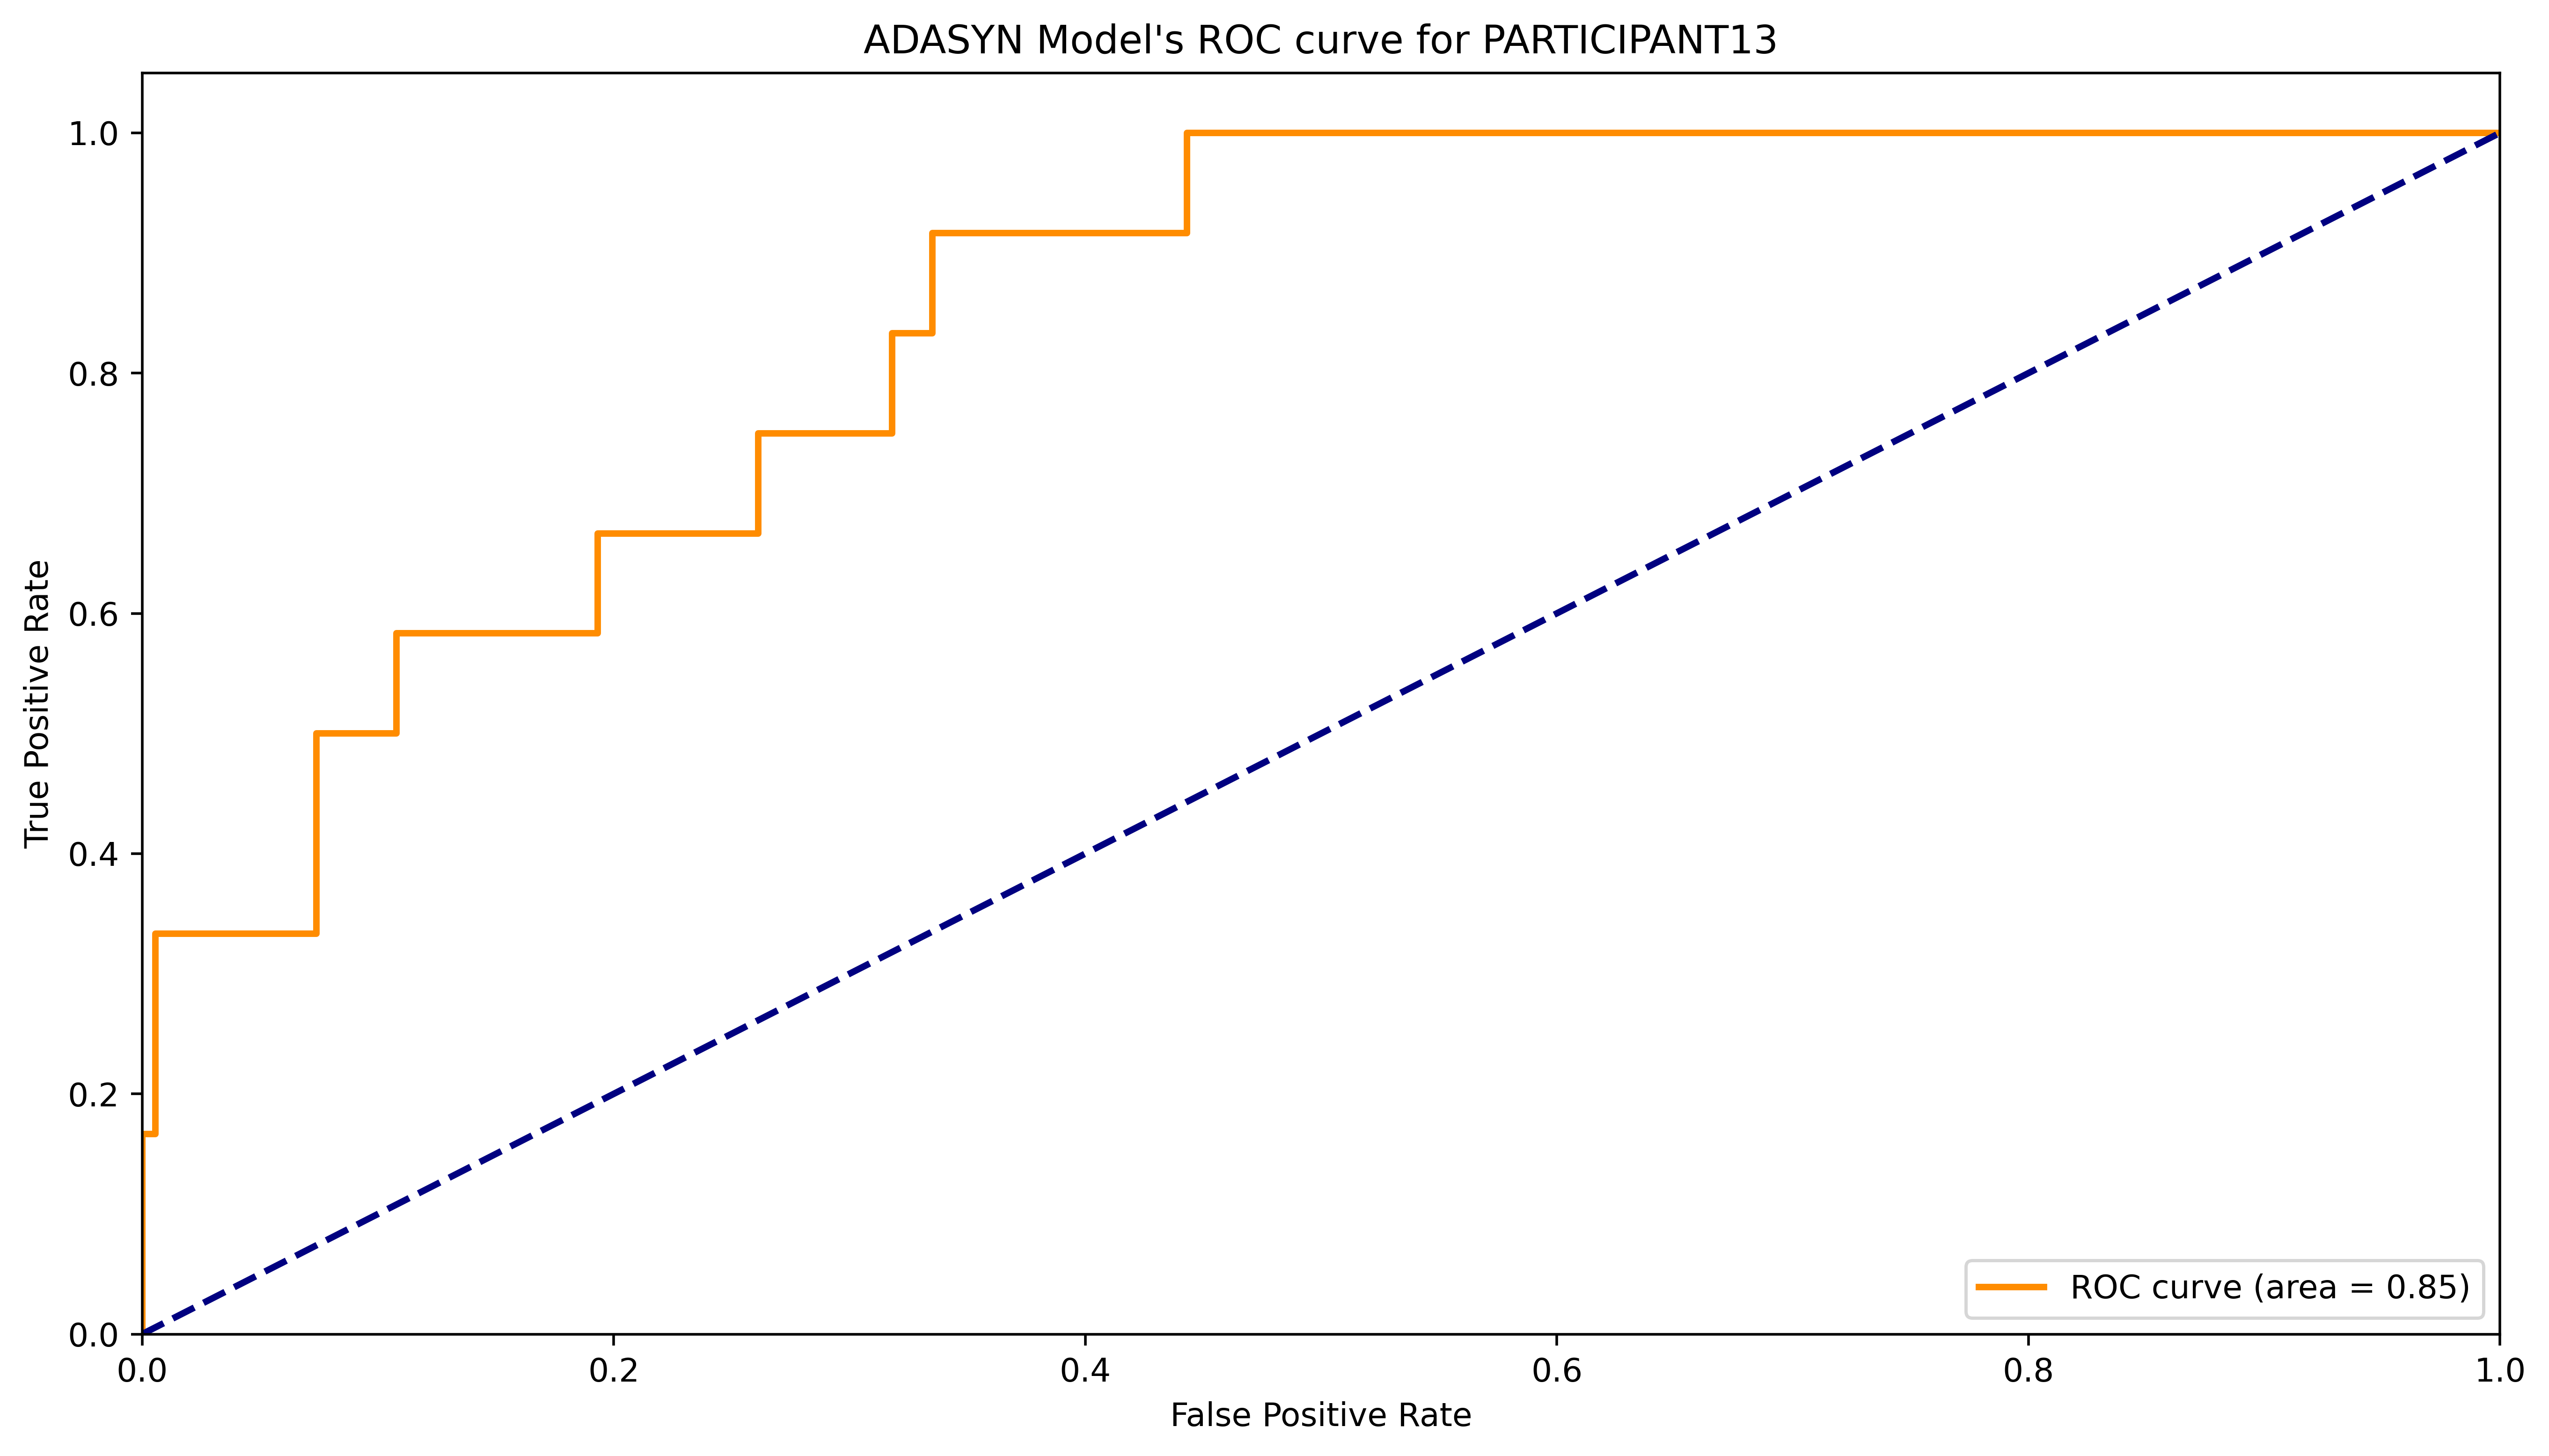 ADASYN Model's ROC curve for PARTICIPANT13
1.0
0.8
0.6
0.4
0.2
0.0
True Positive Rate
0.0 0.2 0.4 0.6 0.8 1.0
False Positive Rate
ROC curve (area = 0.85)